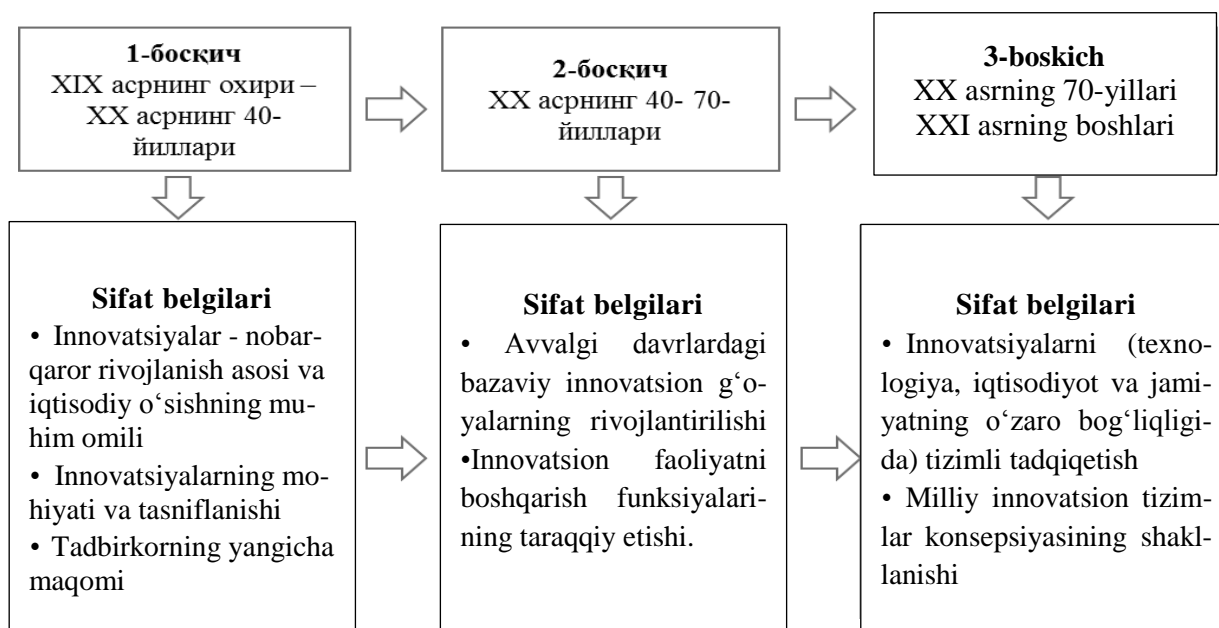 1-босқич
XIX асрнинг охири –
XX асрнинг 40-
йиллари
2-босқич
XX асрнинг 40- 70-
йиллари
3-boskich
XX asrning 70-yillari
XXI asrning boshlari
Sifat belgilari
• Innovatsiyalar - nobar-
qaror rivojlanish asosi va
iqtisodiy o‘sishning mu-
him omili
• Innovatsiyalarning mo-
hiyati va tasniflanishi
• Tadbirkorning yangicha
maqomi
Sifat belgilari
• Avvalgi davrlardagi
bazaviy innovatsion g‘o-
yalarning rivojlantirilishi
•Innovatsion faoliyatni
boshqarish funksiyalari-
ning taraqqiy etishi.
Sifat belgilari
• Innovatsiyalarni (texno-
logiya, iqtisodiyot va jami-
yatning o‘zaro bog‘liqligi-
da) tizimli tadqiqetish
• Milliy innovatsion tizim-
lar konsepsiyasining shakl-
lanishi